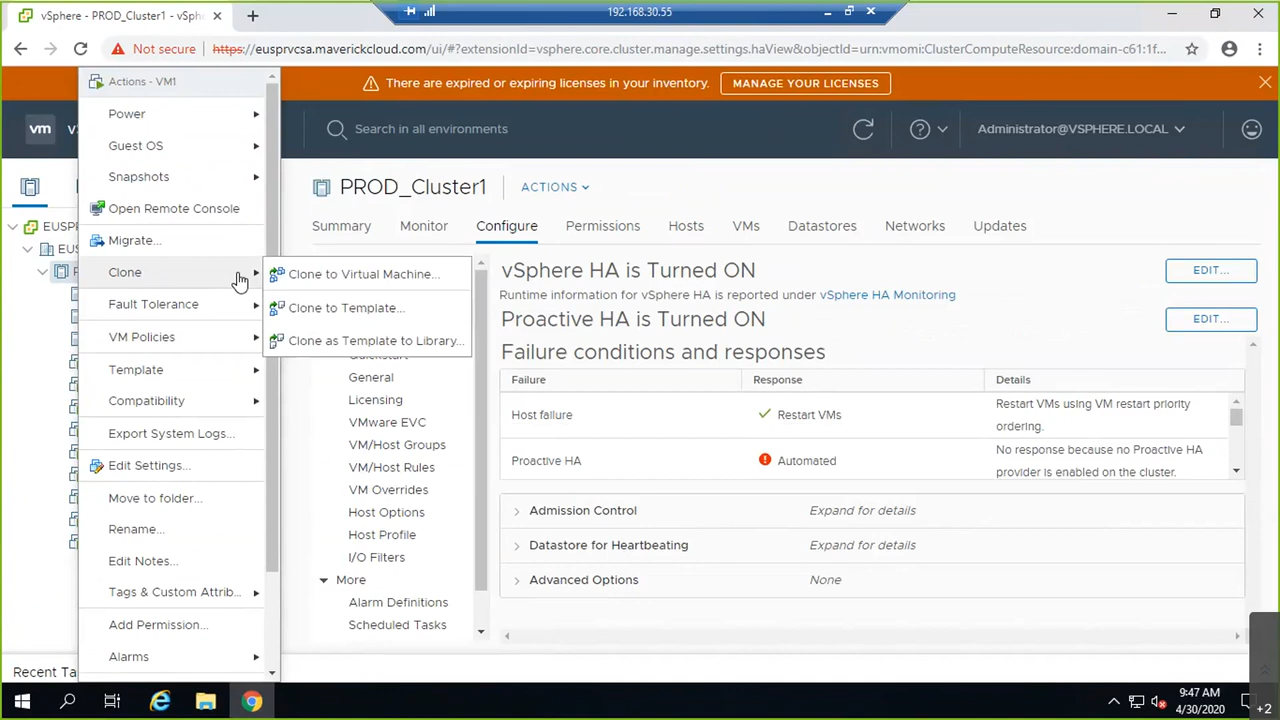 vSphere - PROD_Cluster1 - vSphe
192.168.30.55
Not secure
https://eusprvcsa.maverickcloud.com/ui/#?extensionId=vsphere.core.cluster.manage.settings.haView&objectId=urn:vmomi:ClusterComputeResource:domain-c61:1f...
There are expired or expiring licenses in your inventory.
MANAGE YOUR LICENSES
vm
Search in all environments
Administrator@VSPHERE.LOCAL
Actions - VM1
Power
Guest OS
Snapshots
Open Remote Console
Migrate...
Clone
Fault Tolerance
VM Policies
Template
Compatibility
Export System Logs...
Edit Settings...
Move to folder...
Rename...
Edit Notes...
Tags & Custom Attrib...
Add Permission...
Alarms
Clone to Virtual Machine...
Clone to Template...
Clone as Template to Library...
PROD_Cluster1
ACTIONS
Summary Monitor Configure Permissions Hosts VMs Datastores Networks Updates
General
Licensing
VMware EVC
VM/Host Groups
VM/Host Rules
VM Overrides
Host Options
Host Profile
I/O Filters
More
Alarm Definitions
Scheduled Tasks
vSphere HA is Turned ON
EDIT...
Runtime information for vSphere HA is reported under vSphere HA Monitoring
Proactive HA is Turned ON
EDIT...
Failure conditions and responses
Failure Response Details
Host failure Restart VMs Restart VMs using VM restart priority
ordering.
Proactive HA Automated No response because no Proactive HA
provider is enabled on the cluster.
Admission Control Expand for details
Datastore for Heartbeating Expand for details
Advanced Options None
Recent Ta
9:47 AM
4/30/2020
+2